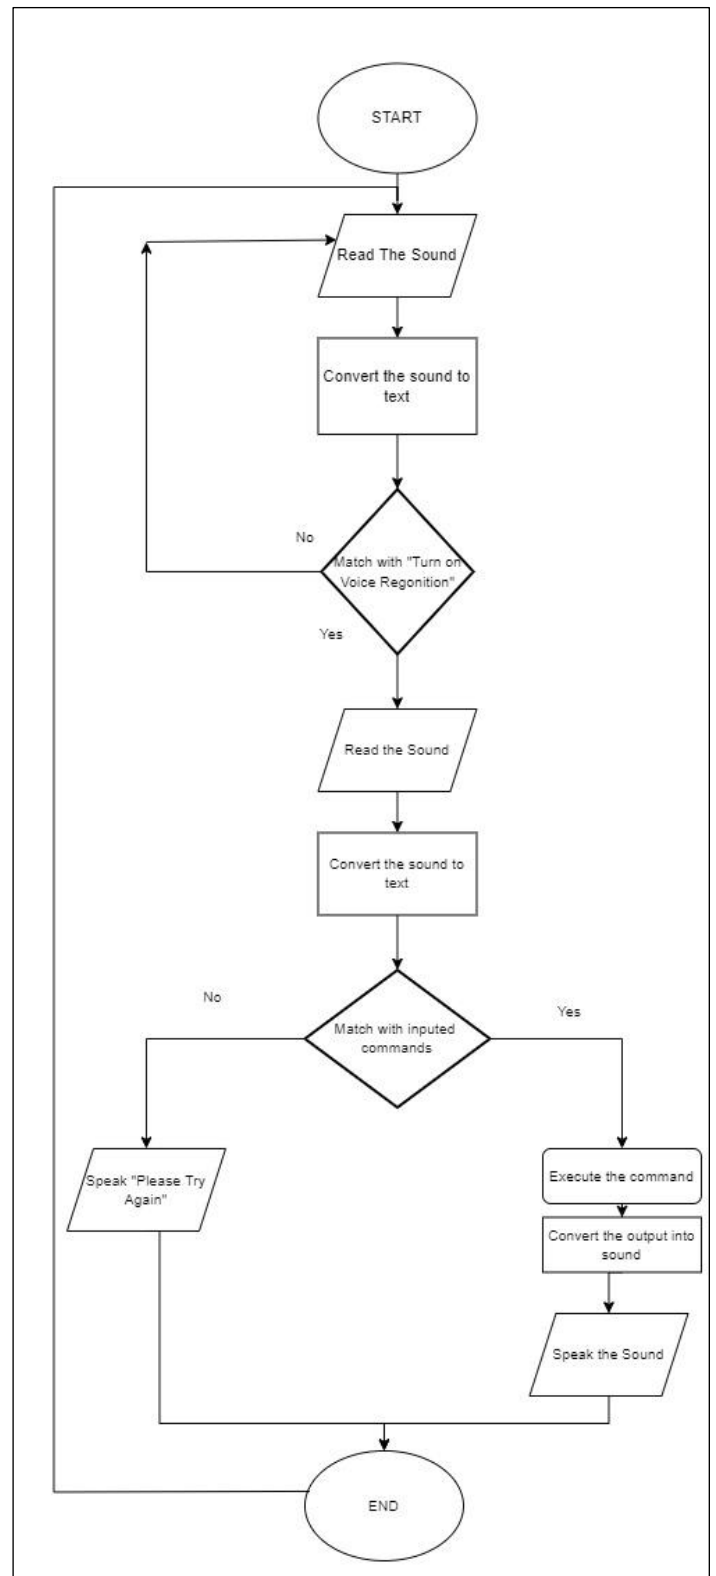 START
Read The Sound
Convert the sound to
text
No
Match with "Turn on
Voice Regonition"
Yes
Read the Sound
Convert the sound to
text
No
Match with inputed
commands
Yes
Speak "Please Try
Again"
Execute the command
Convert the output into
sound
Speak the Sound
END